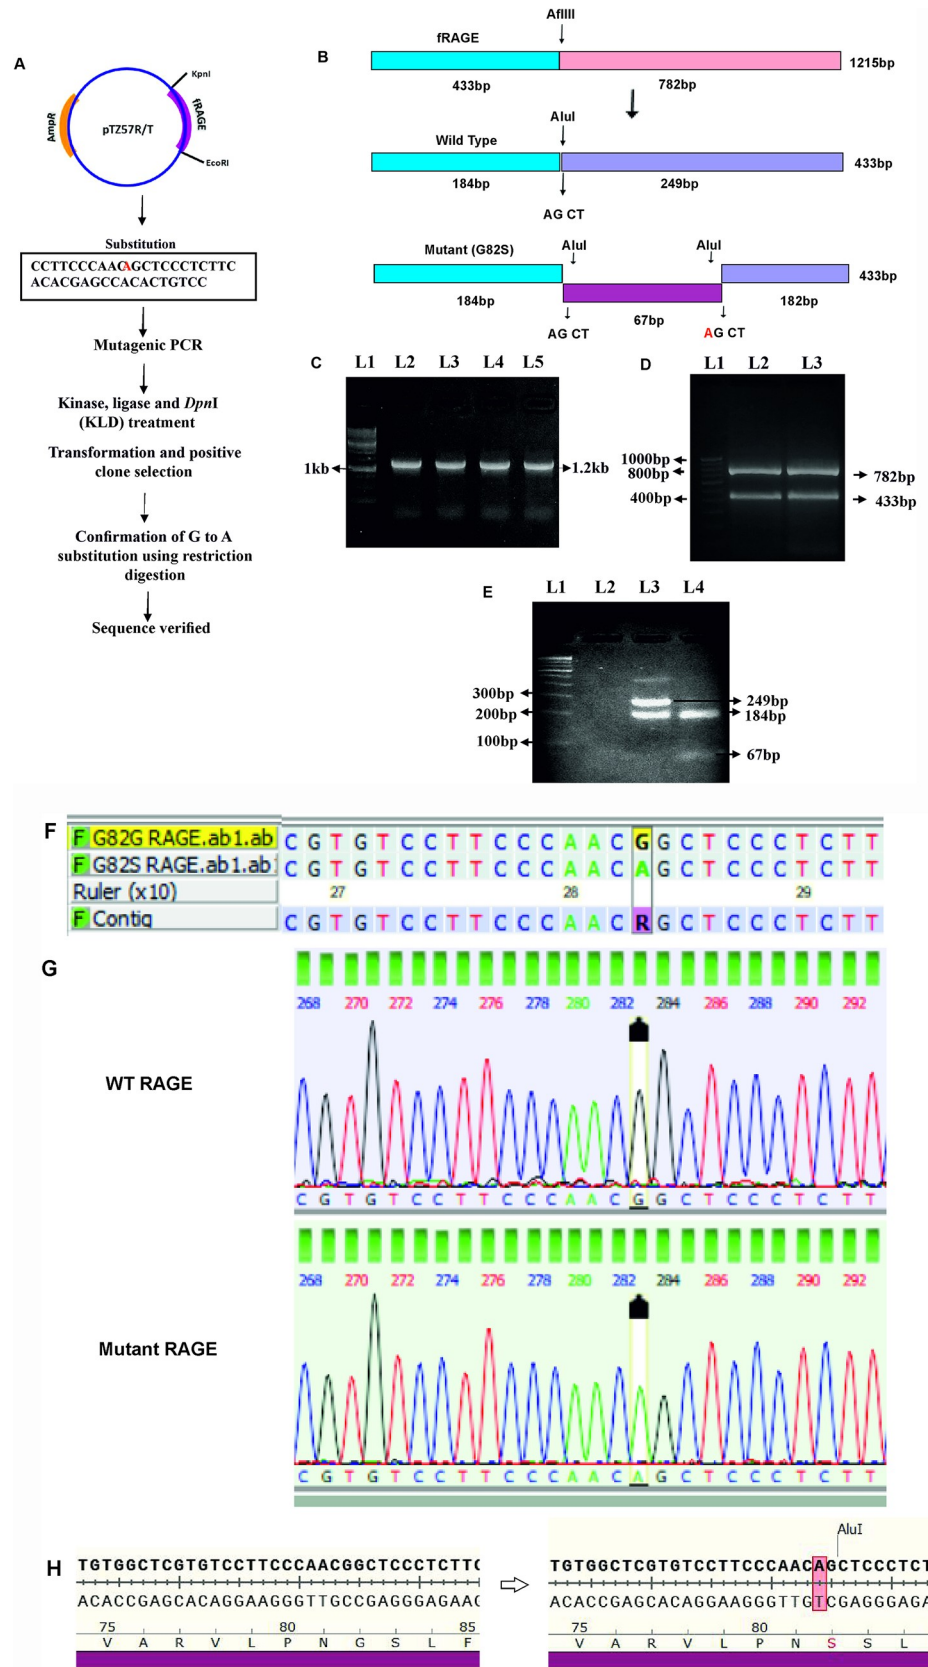 A
KpnI
AmpR
pTZ57R/T
fRAGE
EcoRI
Substitution
CCTTCCCAACAGCTCCCTCTTC
ACACGAGCCACACTGTCC
Mutagenic PCR
Kinase, ligase and DpnI
(KLD) treatment
Transformation and positive
clone selection
Confirmation of G to A
substitution using restriction
digestion
Sequence verified
B
AflIII
fRAGE
1215bp
433bp 782bp
AluI
Wild Type
433bp
184bp 249bp
AG CT
Mutant (G82S) AluI AluI
433bp
184bp 67bp 182bp
AG CT AG CT
C L1 L2 L3 L4 L5
1kb 1.2kb
D L1 L2 L3
1000bp
800bp 782bp
400bp 433bp
E L1 L2 L3 L4
300bp 249bp
200bp 184bp
100bp 67bp
F
F G82G RAGE.ab1.ab C G T G T C C T T C C C A A C G G C T C C C T C T T
F G82S RAGE.ab1.ab C G T G T C C T T C C C A A C A G C T C C C T C T T
Ruler (x10) 27 28 29
F Contig C G T G T C C T T C C C A A C R G C T C C C T C T T
G
268 270 272 274 276 278 280 282 284 286 288 290 292
WT RAGE
C G T G T C C T T C C C A A C G G C T C C C T C T T
268 270 272 274 276 278 280 282 284 286 288 290 292
Mutant RAGE
C G T G T C C T T C C C A A C A G C T C C C T C T T
H
TGTGGCTCGTGTCCTTCCCAACGGCTCCCTCTTC
ACACCGAGCACAGGAAGGGTTGCCGAGGGAGAAG
75 80 85
V A R V L P N G S L F
AluI
TGTGGCTCGTGTCCTTCCCAACAGCTCCCTCT
ACACCGAGCACAGGAAGGGTTGTCGAGGGAGA
75 80
V A R V L P N S S L